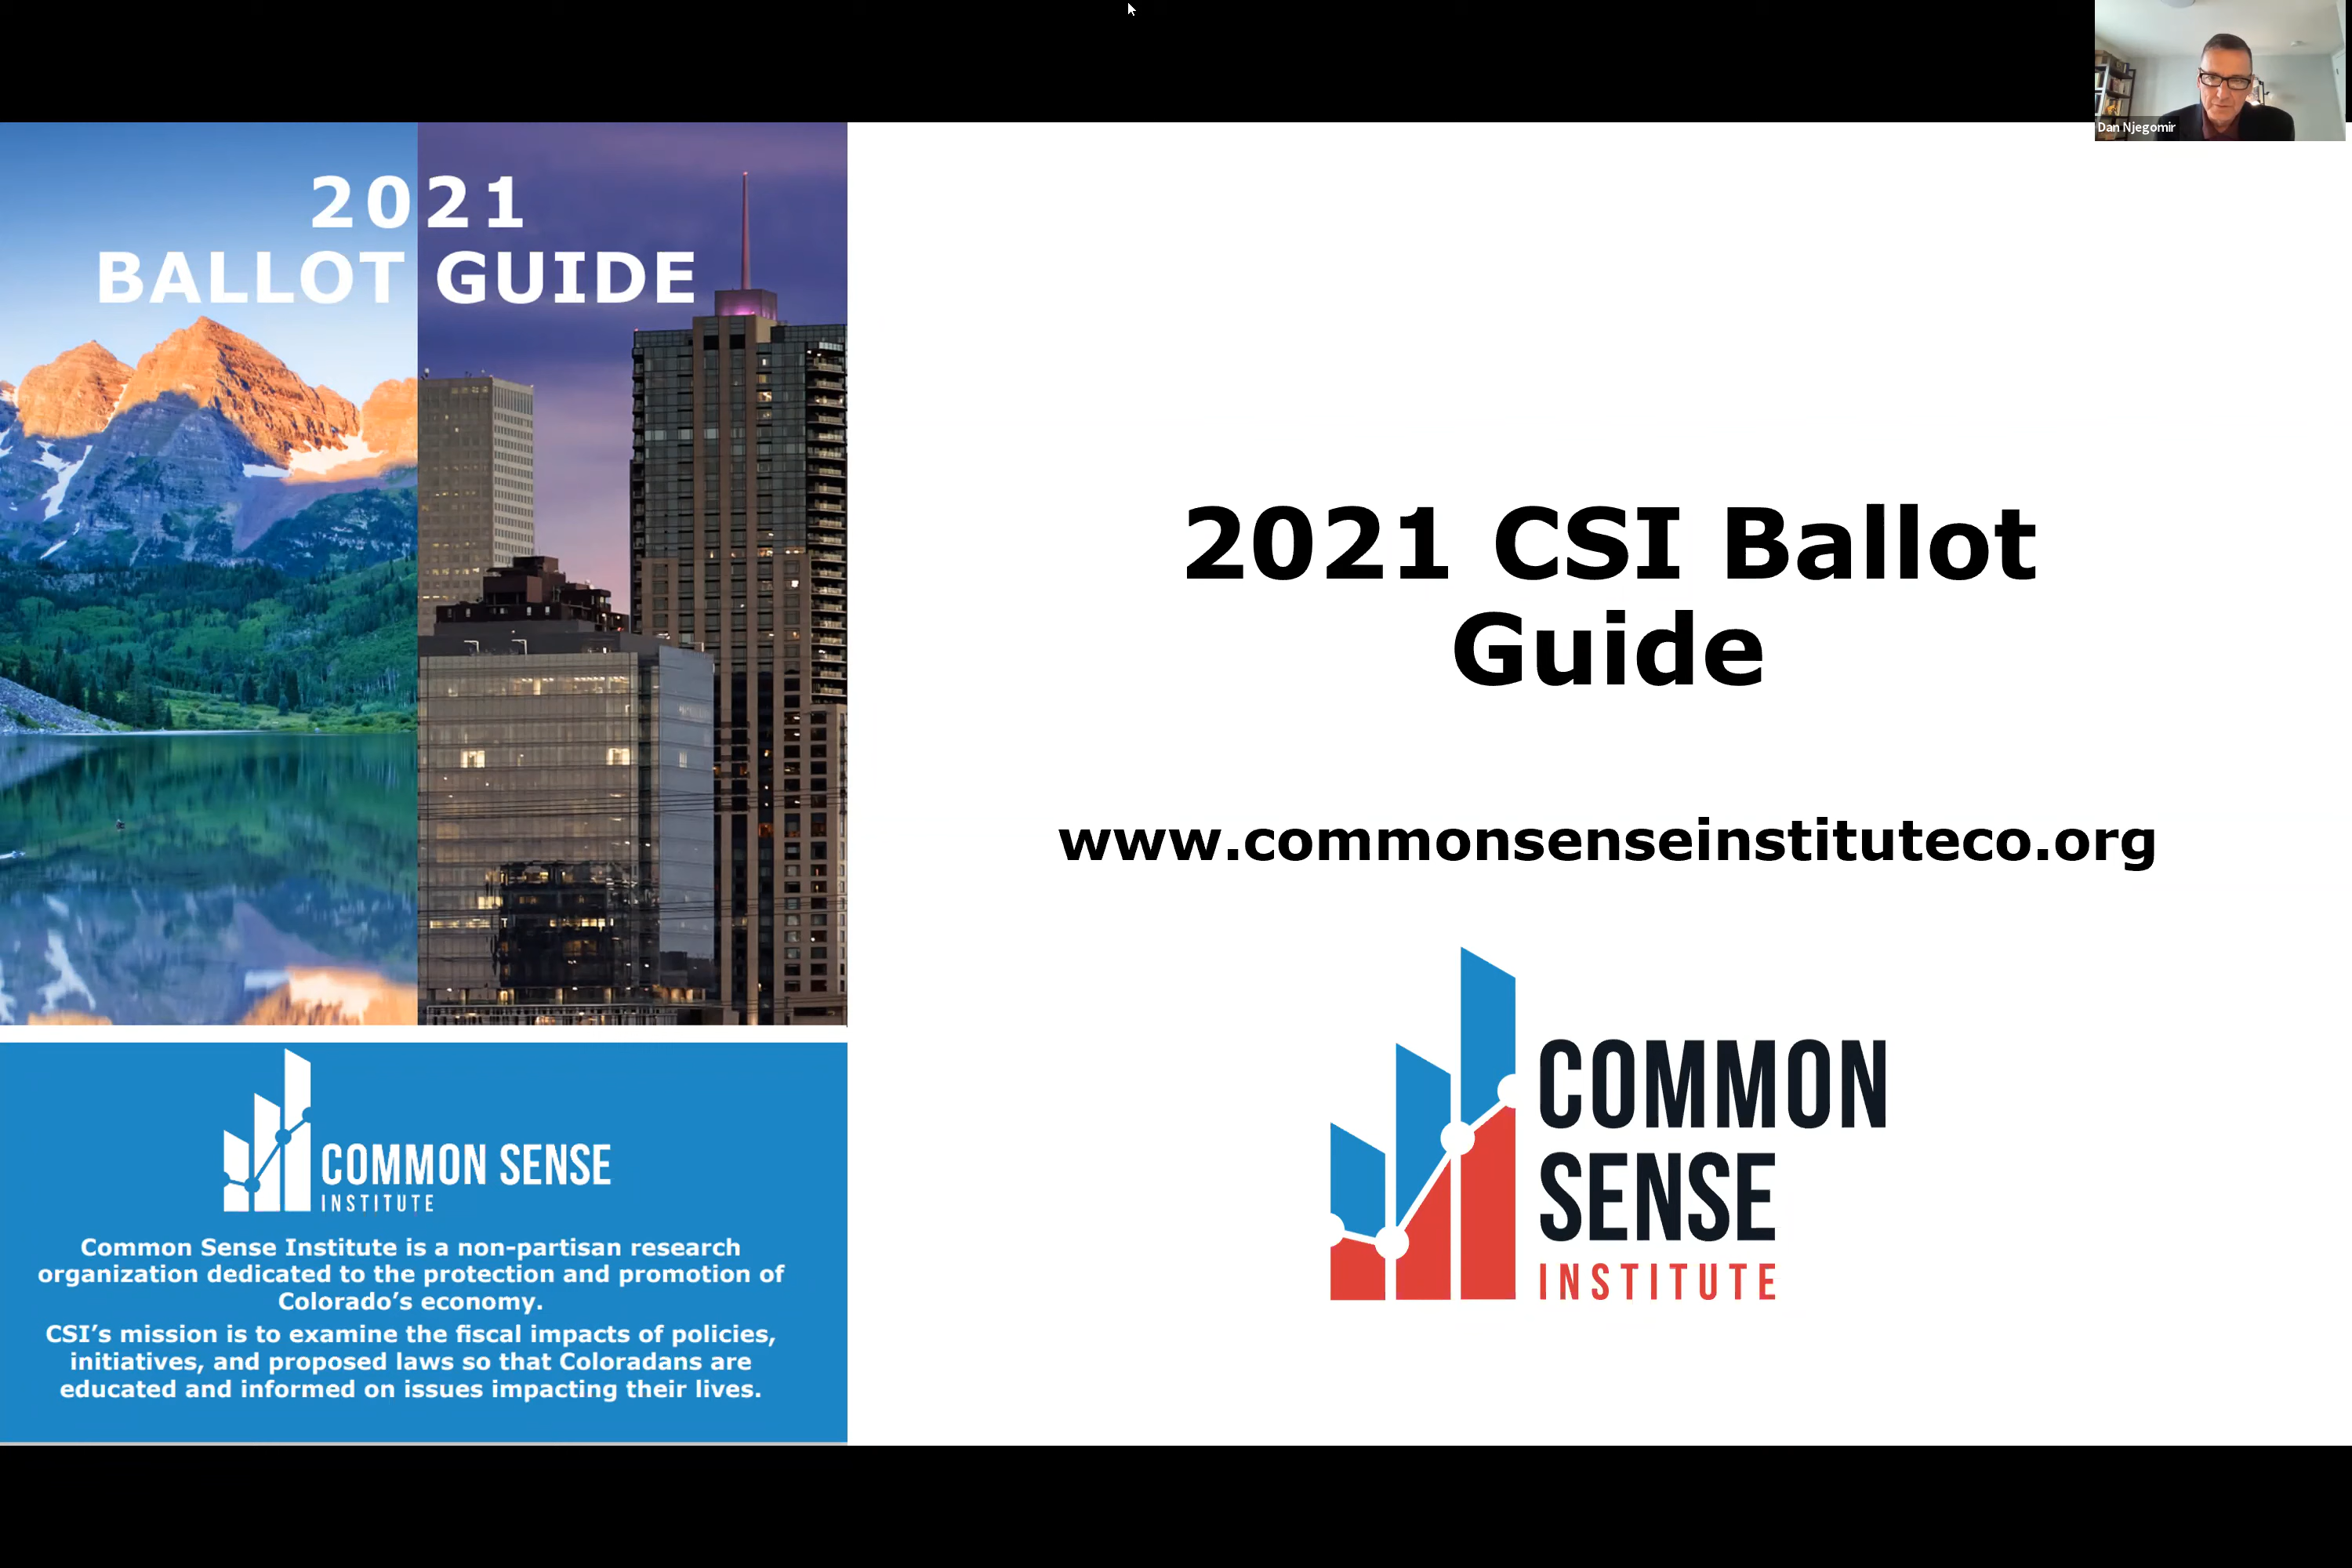 Dan Njegomir
2021
BALLOT GUIDE
COMMON SENSE
INSTITUTE
Common Sense Institute is a non-partisan research
organization dedicated to the protection and promotion of
Colorado’s economy.
CSI’s mission is to examine the fiscal impacts of policies,
initiatives, and proposed laws so that Coloradans are
educated and informed on issues impacting their lives.
2021 CSI Ballot
Guide
www.commonsenseinstituteco.org
COMMON
SENSE
INSTITUTE